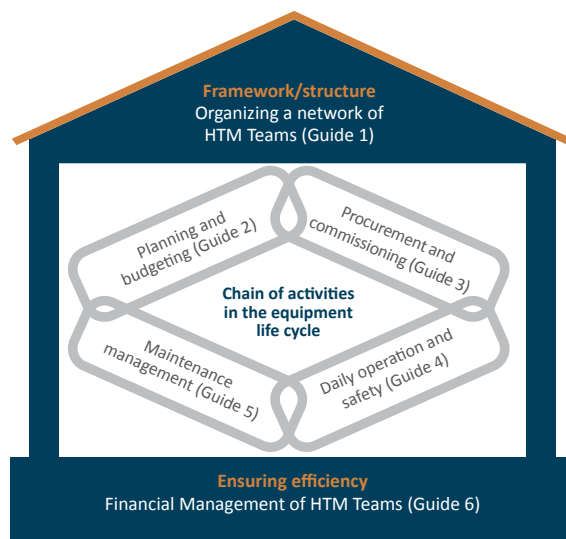 Framework/structure
Organizing a network of
HTM Teams (Guide 1)
Planning and
budgeting (Guide 2)
Procurement and
commissioning (Guide 3)
Chain of activities
in the equipment
life cycle
Maintenance
management (Guide 5)
Daily operation and
safety (Guide 4)
Ensuring efficiency
Financial Management of HTM Teams (Guide 6)